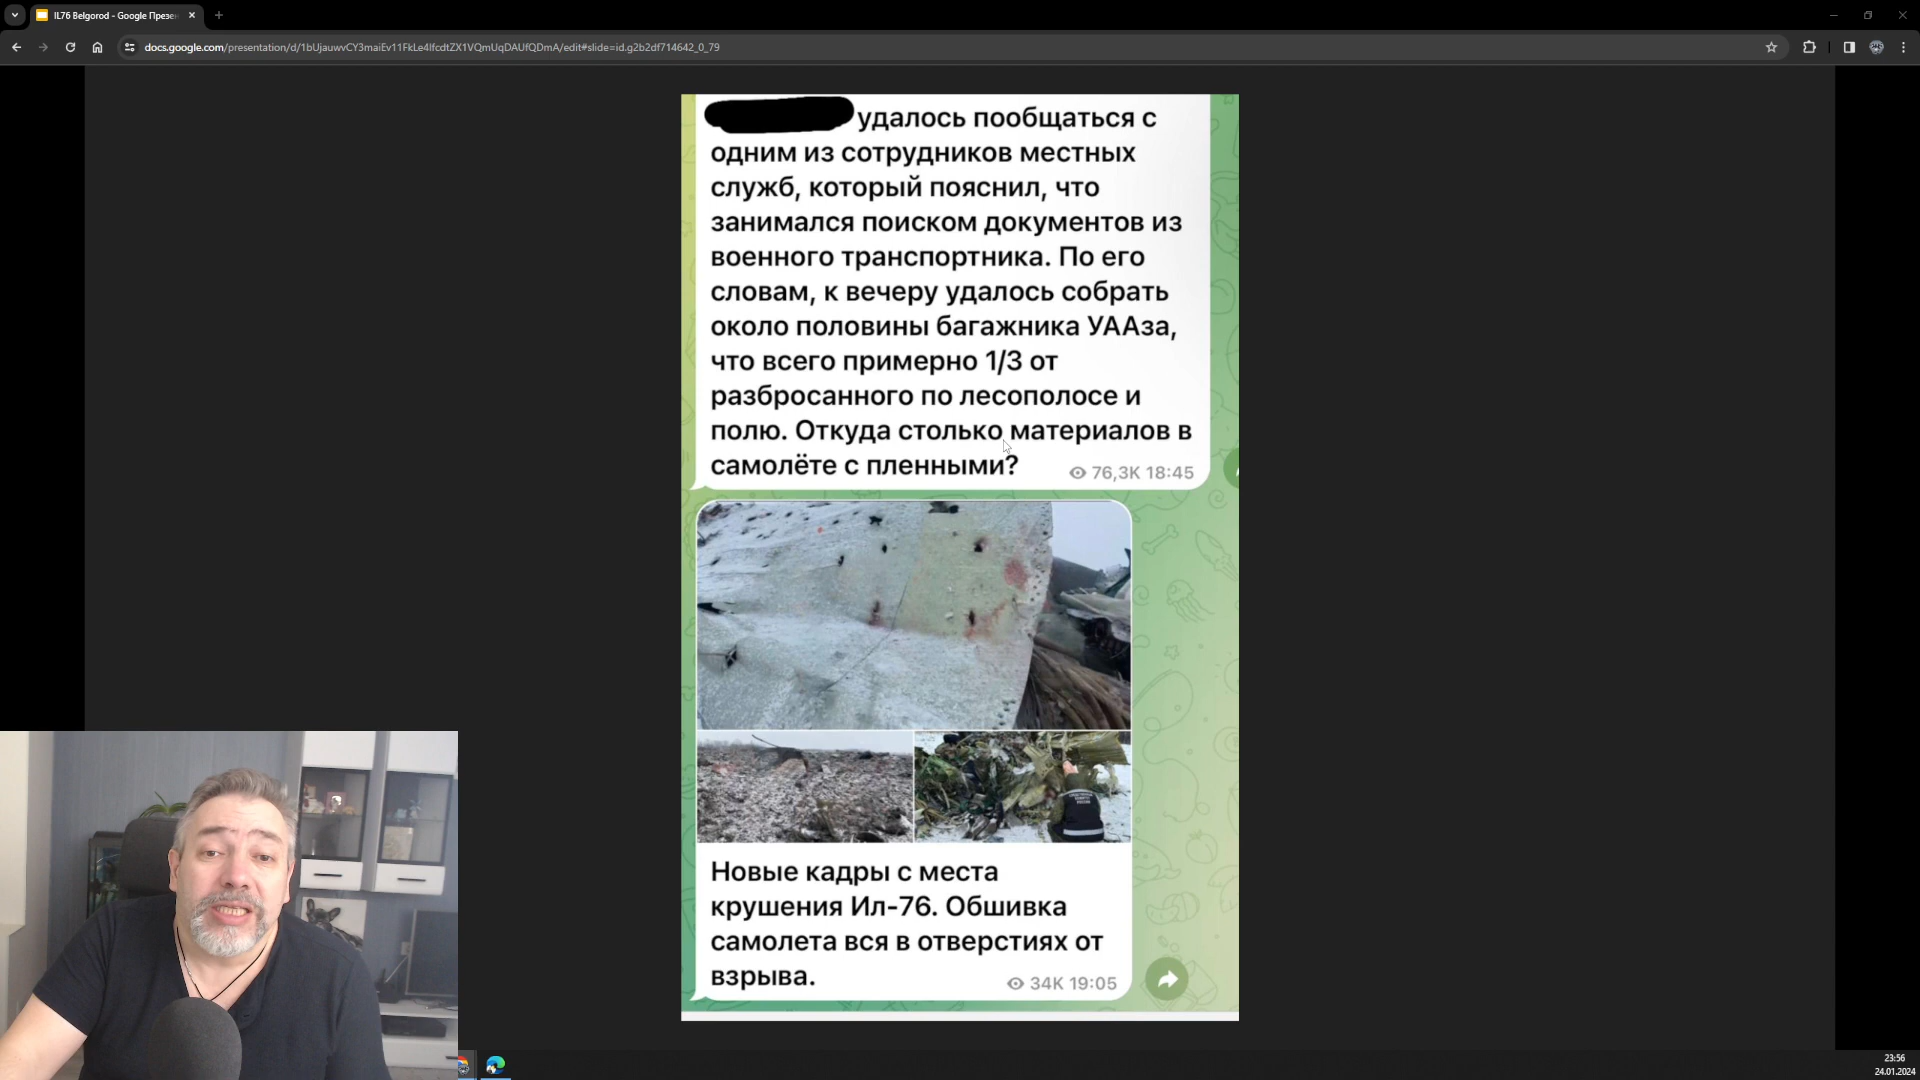 IL76 Belgorod - Google Презе
docs.google.com/presentation/d/1bUjauwvCY3maiEv11FkLe4lfcdtZX1VQmUqDAUfQDmA/edit#slide=id.g2b2df714642_0_79
удалось пообщаться с
одним из сотрудников местных
служб, который пояснил, что
занимался поиском документов из
военного транспортника. По его
словам, к вечеру удалось собрать
около половины багажника УААза,
что всего примерно 1/3 от
разбросанного по лесополосе и
полю. Откуда столько материалов в
самолёте с пленными?
76,3K 18:45
Новые кадры с места
крушения Ил-76. Обшивка
самолета вся в отверстиях от
взрыва.
34K 19:05
23:56
24.01.2024